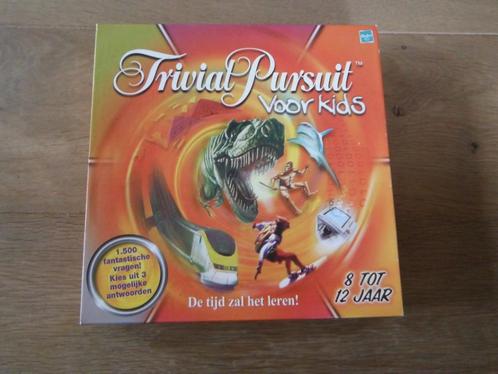 Trivial Pursuit™
Voor Kids
1.500
fantastische
vragen!
Kies uit 3
mogelijke
antwoorden
De tijd zal het leren!
8 TOT
12 JAAR